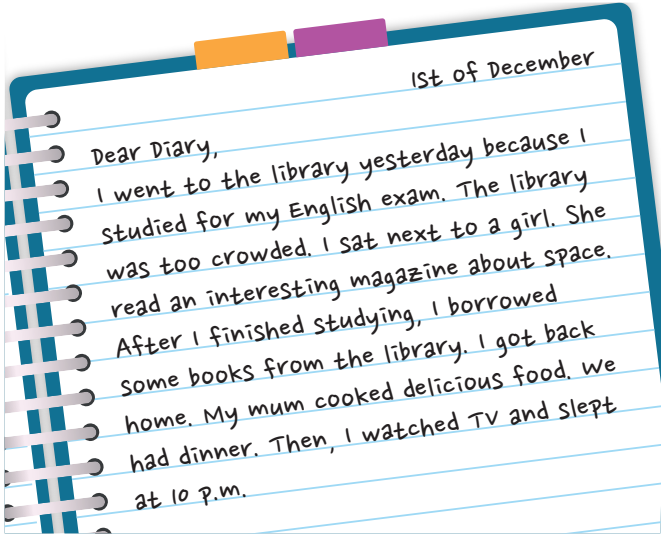 1st of December
Dear Diary,
I went to the library yesterday because I
studied for my English exam. The library
was too crowded. I sat next to a girl. She
read an interesting magazine about space.
After I finished studying, I borrowed
some books from the library. I got back
home. My mum cooked delicious food. We
had dinner. Then, I watched TV and slept
at 10 p.m.